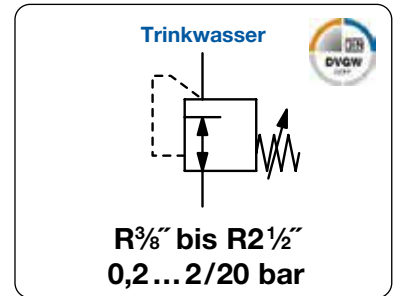 Trinkwasser
DVGW
R⅜˝ bis R2½˝
0,2...2/20 bar